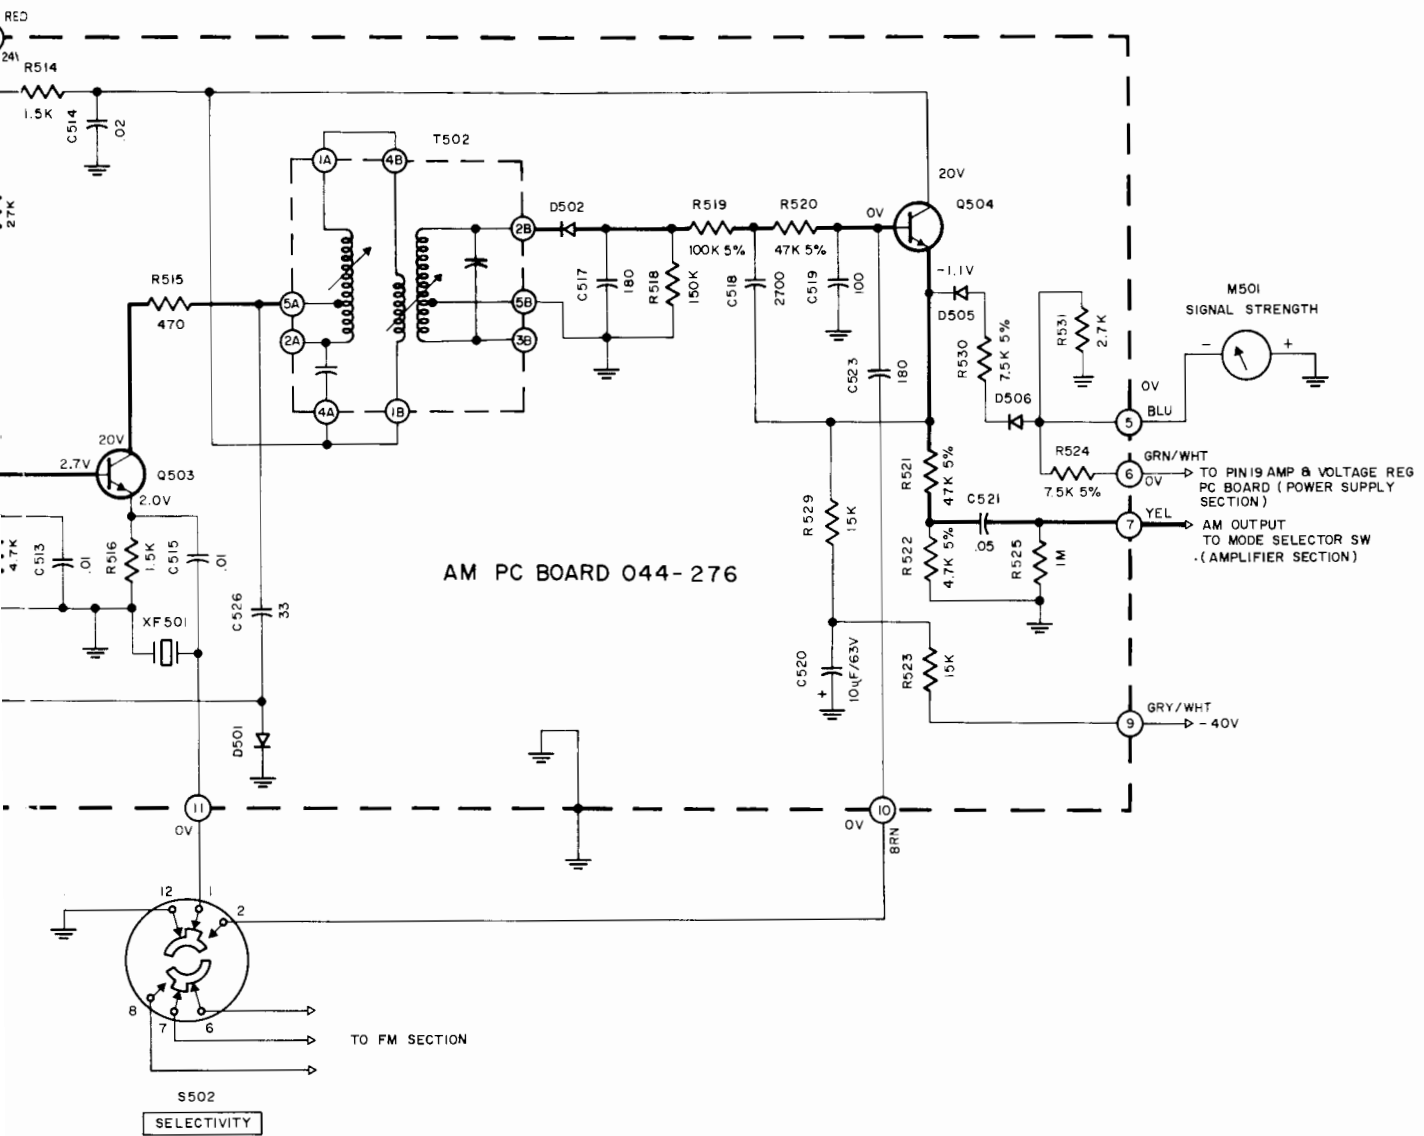 RED
24V
R514
1.5K
C514
.02
27K
T502
1A
4B
2B
5B
3B
5A
2A
4A
1B
D502
R519
100K 5%
R520
47K 5%
0V
20V
Q504
-1.1V
D505
C517
180
R518
150K
C518
2700
C519
100
R515
470
C523
180
R530
7.5K 5%
D506
R531
2.7K
M501
SIGNAL STRENGTH
-
+
0V
5
BLU
GRN/WHT
6
0V
R524
7.5K 5%
TO PIN 19 AMP & VOLTAGE REG
PC BOARD (POWER SUPPLY
SECTION)
7
YEL
AM OUTPUT
TO MODE SELECTOR SW
(AMPLIFIER SECTION)
20V
2.7V
Q503
2.0V
R521
47K 5%
C521
.05
R529
15K
R522
4.7K 5%
R525
1M
4.7K
C513
.01
R516
1.5K
C515
.01
AM PC BOARD 044-276
C526
33
XF501
C520
+
10µF/63V
R523
15K
GRY/WHT
9
-40V
D501
11
0V
10
0V
BRN
12
1
2
8
7
6
TO FM SECTION
S502
SELECTIVITY